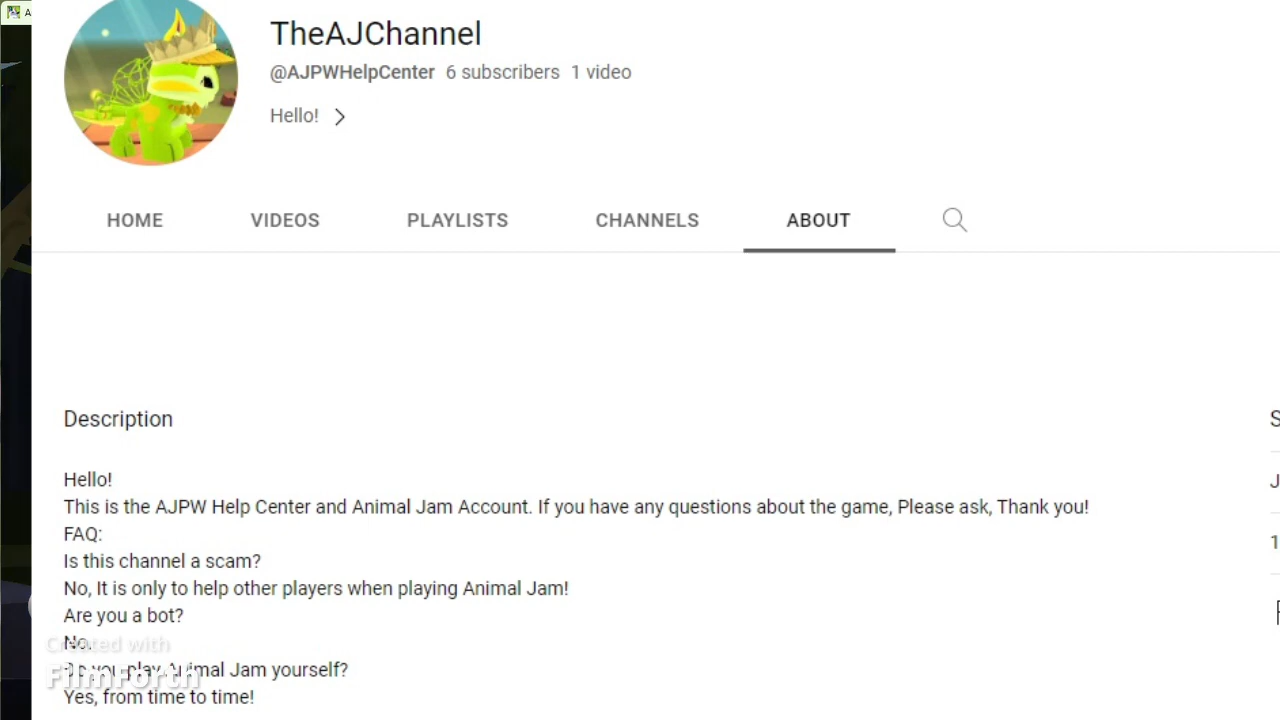 A
TheAJChannel
@AJPWHelpCenter 6 subscribers 1 video
Hello!
HOME VIDEOS PLAYLISTS CHANNELS ABOUT
Description
S
Hello!
J
This is the AJPW Help Center and Animal Jam Account. If you have any questions about the game, Please ask, Thank you!
FAQ:
1
Is this channel a scam?
No, It is only to help other players when playing Animal Jam!
Are you a bot?
No.
Created with
Do you play Animal Jam yourself?
FilmForth
Yes, from time to time!